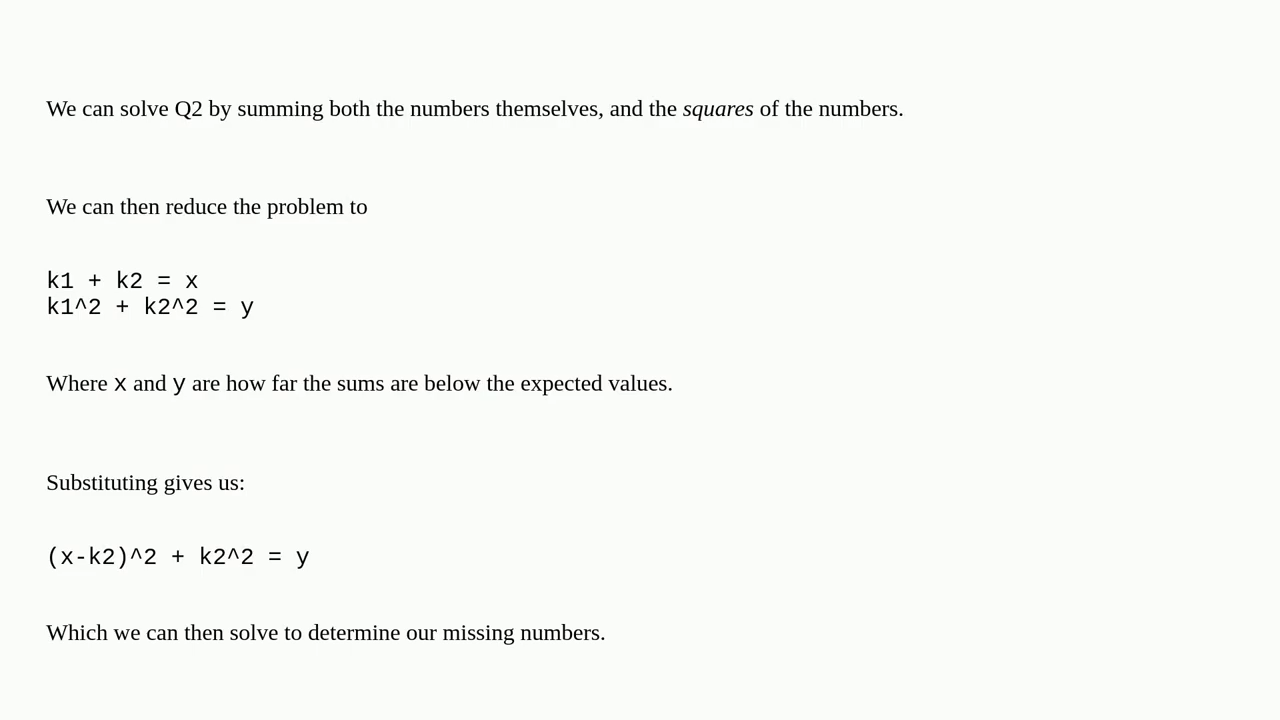 We can solve Q2 by summing both the numbers themselves, and the squares of the numbers.
We can then reduce the problem to
k1 + k2 = x
k1^2 + k2^2 = y
Where x and y are how far the sums are below the expected values.
Substituting gives us:
(x-k2)^2 + k2^2 = y
Which we can then solve to determine our missing numbers.